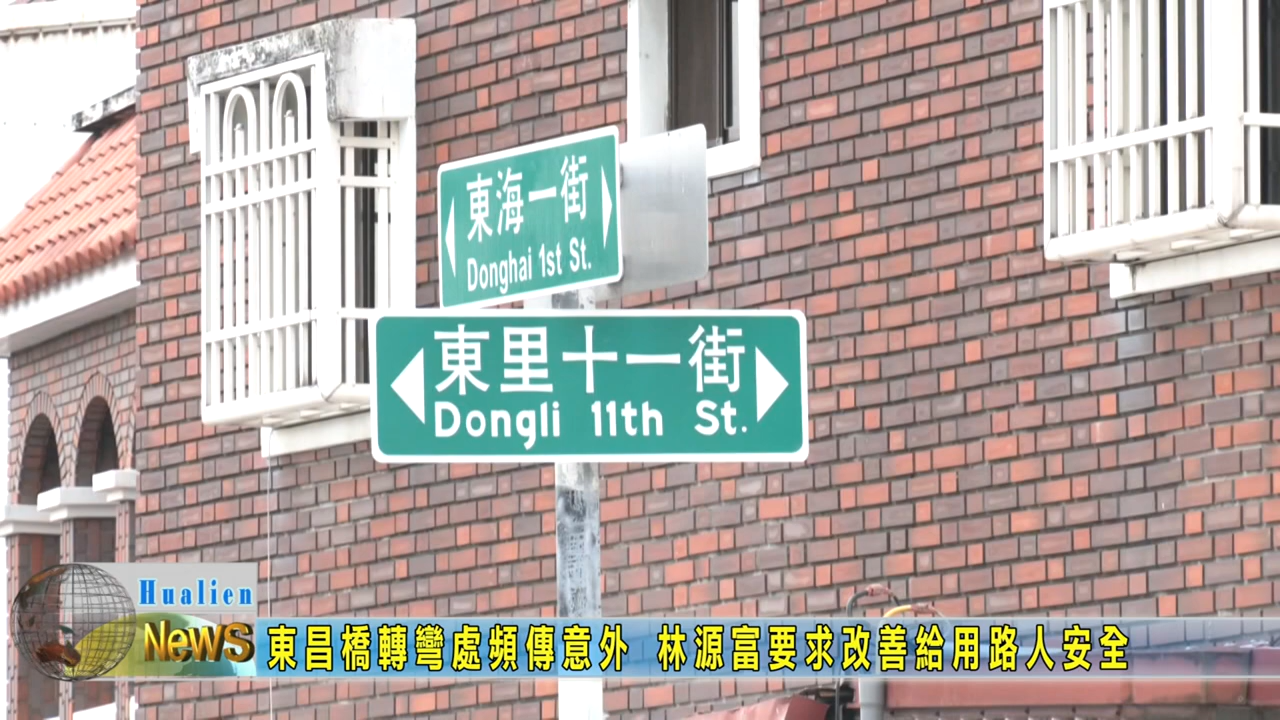 東海一街
Donghai 1st St.
東里十一街
Dongli 11th St.
Hualien
News
東昌橋轉彎處頻傳意外 林源富要求改善給用路人安全